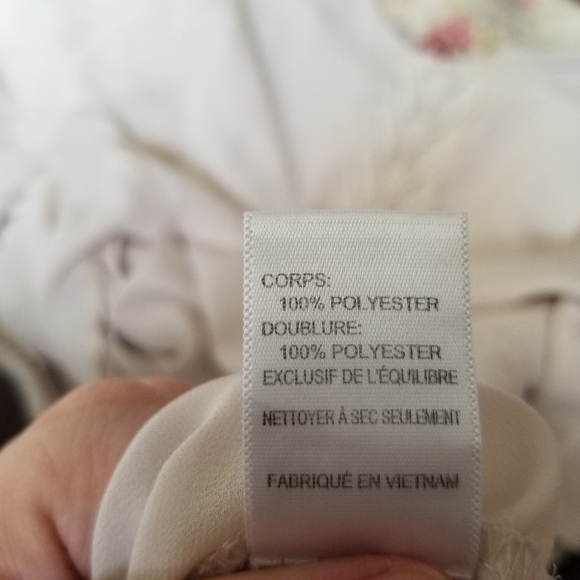 CORPS:
100% POLYESTER
DOUBLURE:
100% POLYESTER
EXCLUSIF DE L'ÉQUILIBRE
NETTOYER À SEC SEULEMENT
FABRIQUÉ EN VIETNAM